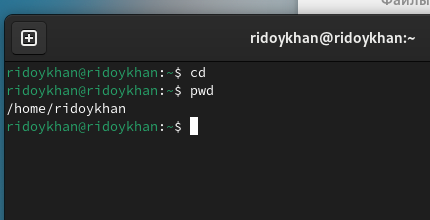 Файлы
ridoykhan@ridoykhan:~
ridoykhan@ridoykhan:~$ cd
ridoykhan@ridoykhan:~$ pwd
/home/ridoykhan
ridoykhan@ridoykhan:~$